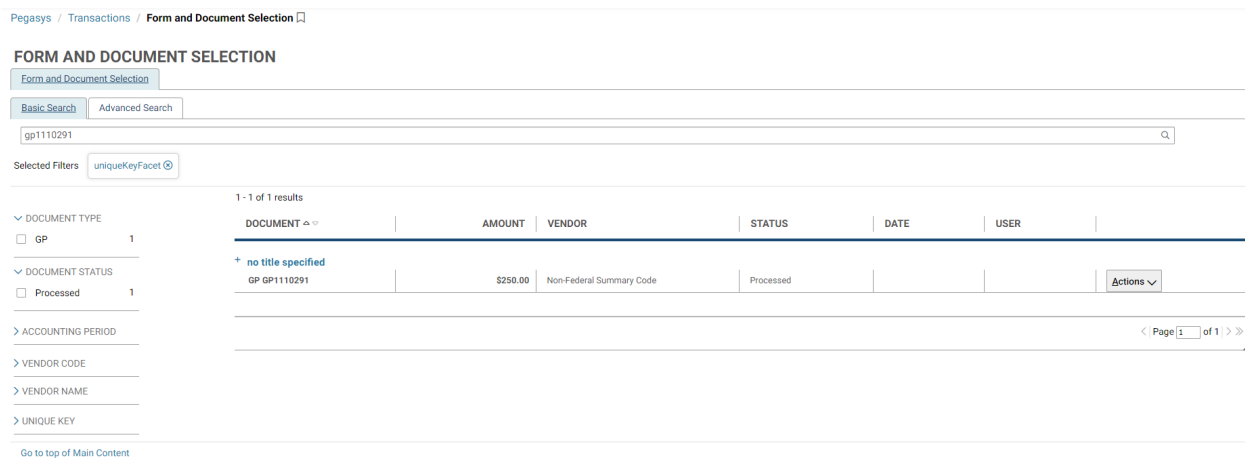 Pegasys / Transactions / Form and Document Selection
FORM AND DOCUMENT SELECTION
Form and Document Selection
Basic Search Advanced Search
gp1110291
Selected Filters uniqueKeyFacet
1 - 1 of 1 results
DOCUMENT TYPE
GP 1
DOCUMENT STATUS
Processed 1
ACCOUNTING PERIOD
VENDOR CODE
VENDOR NAME
UNIQUE KEY
DOCUMENT AMOUNT VENDOR STATUS DATE USER
+ no title specified
GP GP1110291 $250.00 Non-Federal Summary Code Processed Actions
Page 1 of 1
Go to top of Main Content